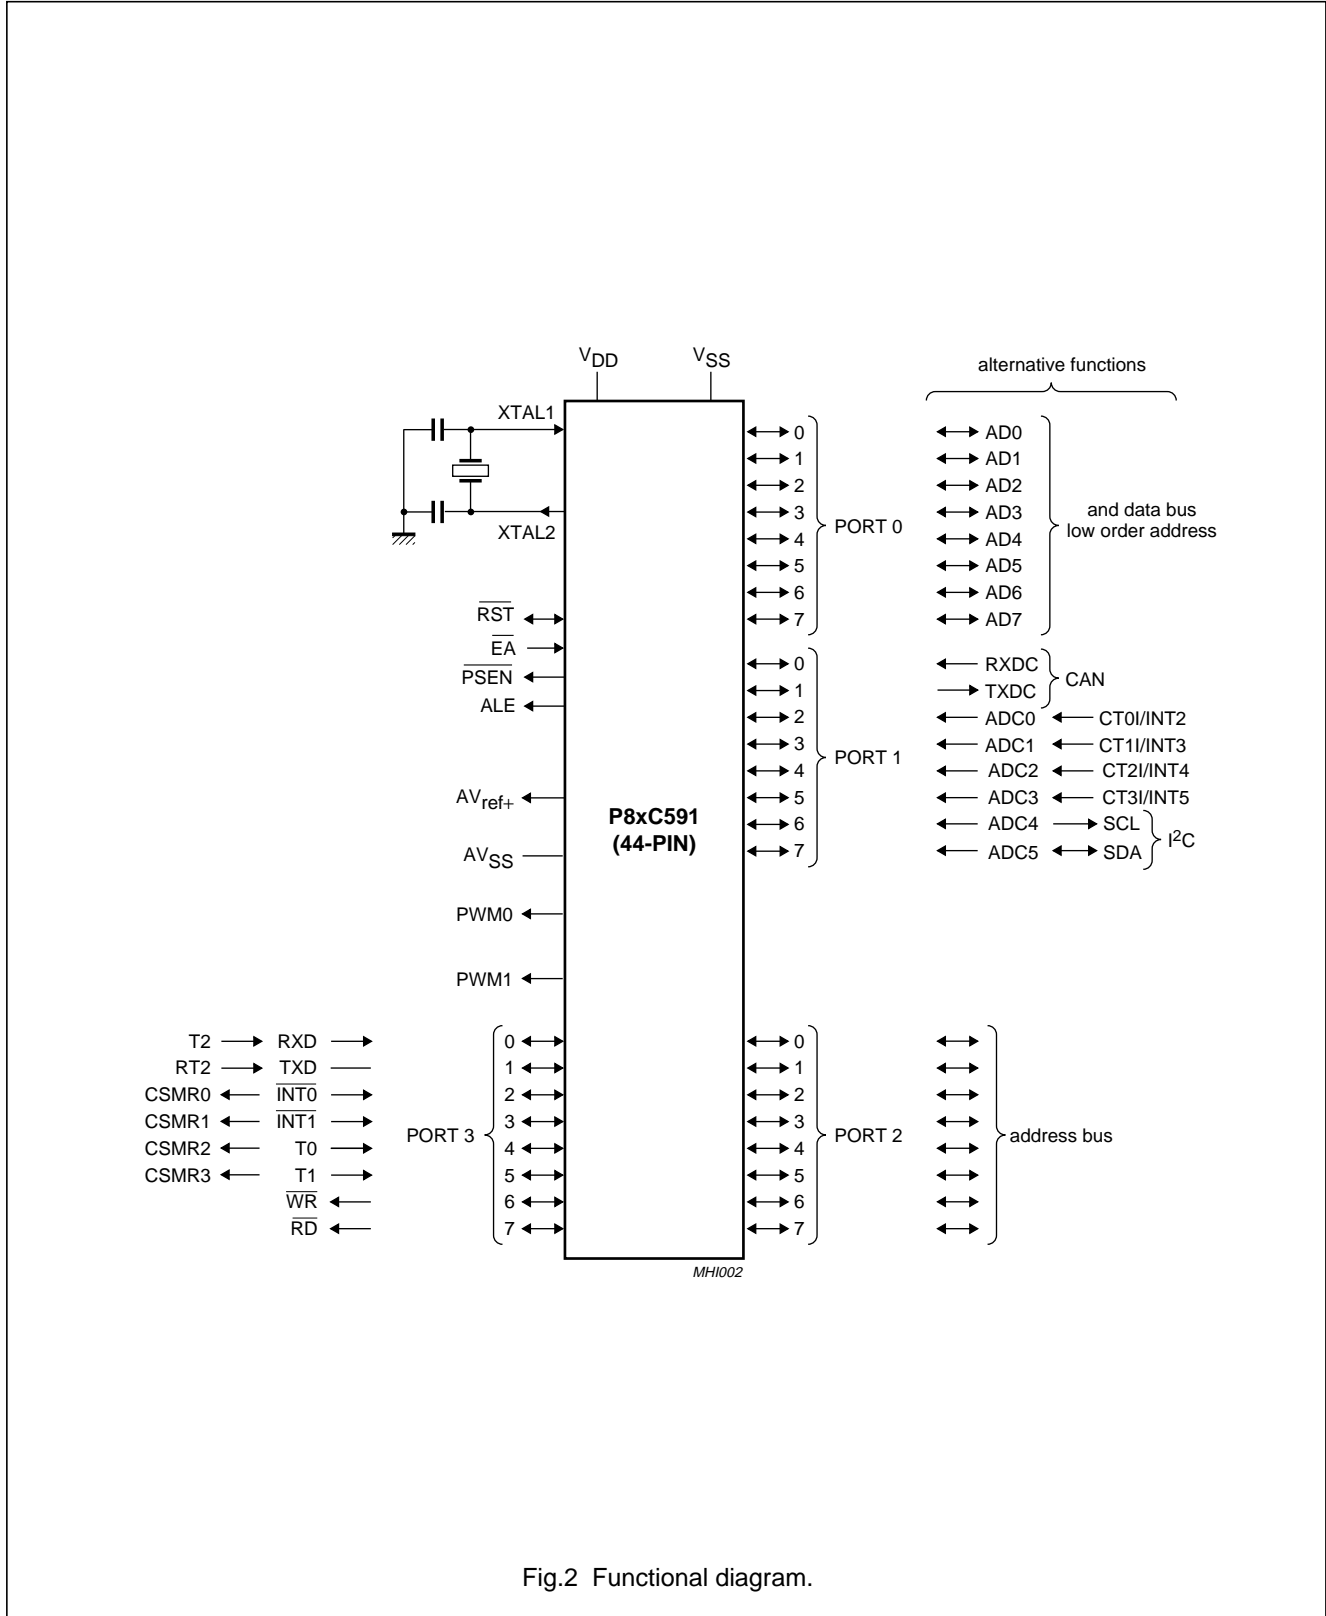 VDD VSS
alternative functions
XTAL1
XTAL2
0 AD0
1 AD1
2 AD2
3 AD3
4 AD4
5 AD5
6 AD6
7 AD7
PORT 0
and data bus
low order address
RST
EA
PSEN
ALE
0 RXDC
1 TXDC
CAN
2 ADC0 CT0I/INT2
3 ADC1 CT1I/INT3
4 ADC2 CT2I/INT4
5 ADC3 CT3I/INT5
6 ADC4 SCL
7 ADC5 SDA
PORT 1
I2C
AVref+
AVSS
PWM0
PWM1
P8xC591
(44-PIN)
T2 RXD 0
RT2 TXD 1
CSMR0 INT0 2
CSMR1 INT1 3
CSMR2 T0 4
CSMR3 T1 5
WR 6
RD 7
PORT 3
0
1
2
3
4
5
6
7
PORT 2
address bus
MHI002
Fig.2 Functional diagram.